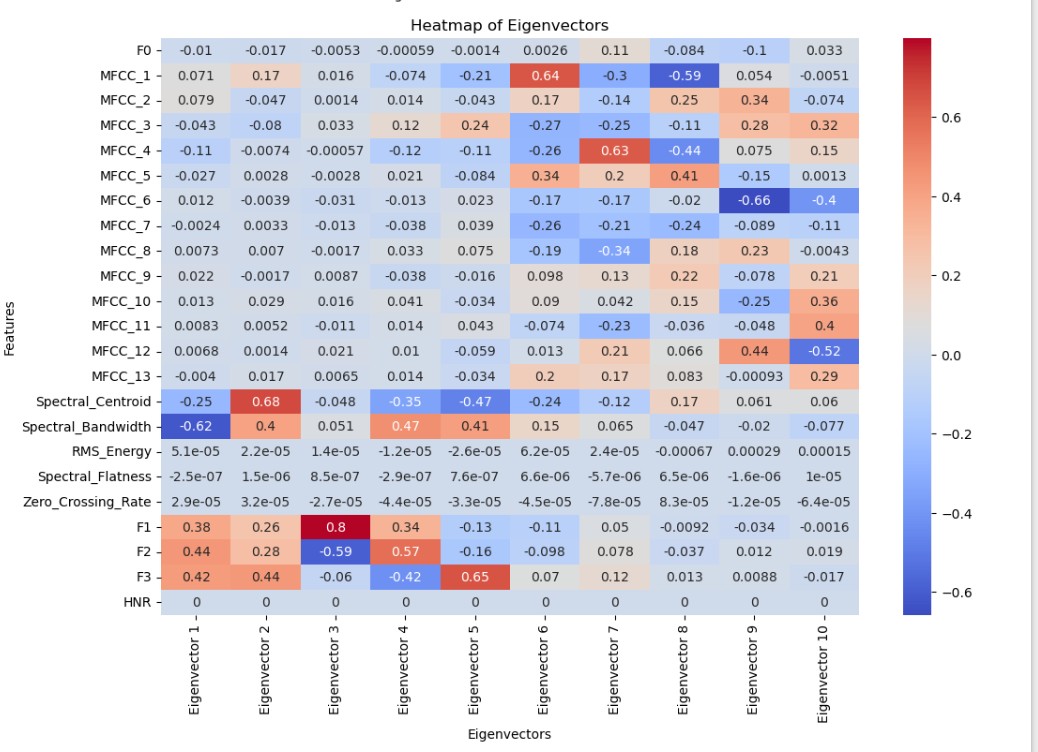 Heatmap of Eigenvectors
F0 -0.01 -0.017 -0.0053 -0.00059 -0.0014 0.0026 0.11 -0.084 -0.1 0.033
MFCC_1 0.071 0.17 0.016 -0.074 -0.21 0.64 -0.3 -0.59 0.054 -0.0051
MFCC_2 0.079 -0.047 0.0014 0.014 -0.043 0.17 -0.14 0.25 0.34 -0.074
MFCC_3 -0.043 -0.08 0.033 0.12 0.24 -0.27 -0.25 -0.11 0.28 0.32
MFCC_4 -0.11 -0.0074 -0.00057 -0.12 -0.11 -0.26 0.63 -0.44 0.075 0.15
MFCC_5 -0.027 0.0028 -0.0028 0.021 -0.084 0.34 0.2 0.41 -0.15 0.0013
MFCC_6 0.012 -0.0039 -0.031 -0.013 0.023 -0.17 -0.17 -0.02 -0.66 -0.4
MFCC_7 -0.0024 0.0033 -0.013 -0.038 0.039 -0.26 -0.21 -0.24 -0.089 -0.11
MFCC_8 0.0073 0.007 -0.0017 0.033 0.075 -0.19 -0.34 0.18 0.23 -0.0043
MFCC_9 0.022 -0.0017 0.0087 -0.038 -0.016 0.098 0.13 0.22 -0.078 0.21
MFCC_10 0.013 0.029 0.016 0.041 -0.034 0.09 0.042 0.15 -0.25 0.36
MFCC_11 0.0083 0.0052 -0.011 0.014 0.043 -0.074 -0.23 -0.036 -0.048 0.4
MFCC_12 0.0068 0.0014 0.021 0.01 -0.059 0.013 0.21 0.066 0.44 -0.52
MFCC_13 -0.004 0.017 0.0065 0.014 -0.034 0.2 0.17 0.083 -0.00093 0.29
Spectral_Centroid -0.25 0.68 -0.048 -0.35 -0.47 -0.24 -0.12 0.17 0.061 0.06
Spectral_Bandwidth -0.62 0.4 0.051 0.47 0.41 0.15 0.065 -0.047 -0.02 -0.077
RMS_Energy 5.1e-05 2.2e-05 1.4e-05 -1.2e-05 -2.6e-05 6.2e-05 2.4e-05 -0.00067 0.00029 0.00015
Spectral_Flatness -2.5e-07 1.5e-06 8.5e-07 -2.9e-07 7.6e-07 6.6e-06 -5.7e-06 6.5e-06 -1.6e-06 1e-05
Zero_Crossing_Rate 2.9e-05 3.2e-05 -2.7e-05 -4.4e-05 -3.3e-05 -4.5e-05 -7.8e-05 8.3e-05 -1.2e-05 -6.4e-05
F1 0.38 0.26 0.8 0.34 -0.13 -0.11 0.05 -0.0092 -0.034 -0.0016
F2 0.44 0.28 -0.59 0.57 -0.16 -0.098 0.078 -0.037 0.012 0.019
F3 0.42 0.44 -0.06 -0.42 0.65 0.07 0.12 0.013 0.0088 -0.017
HNR 0 0 0 0 0 0 0 0 0 0
Features
Eigenvector 1
Eigenvector 2
Eigenvector 3
Eigenvector 4
Eigenvector 5
Eigenvector 6
Eigenvector 7
Eigenvector 8
Eigenvector 9
Eigenvector 10
Eigenvectors
0.6
0.4
0.2
0.0
−0.2
−0.4
−0.6